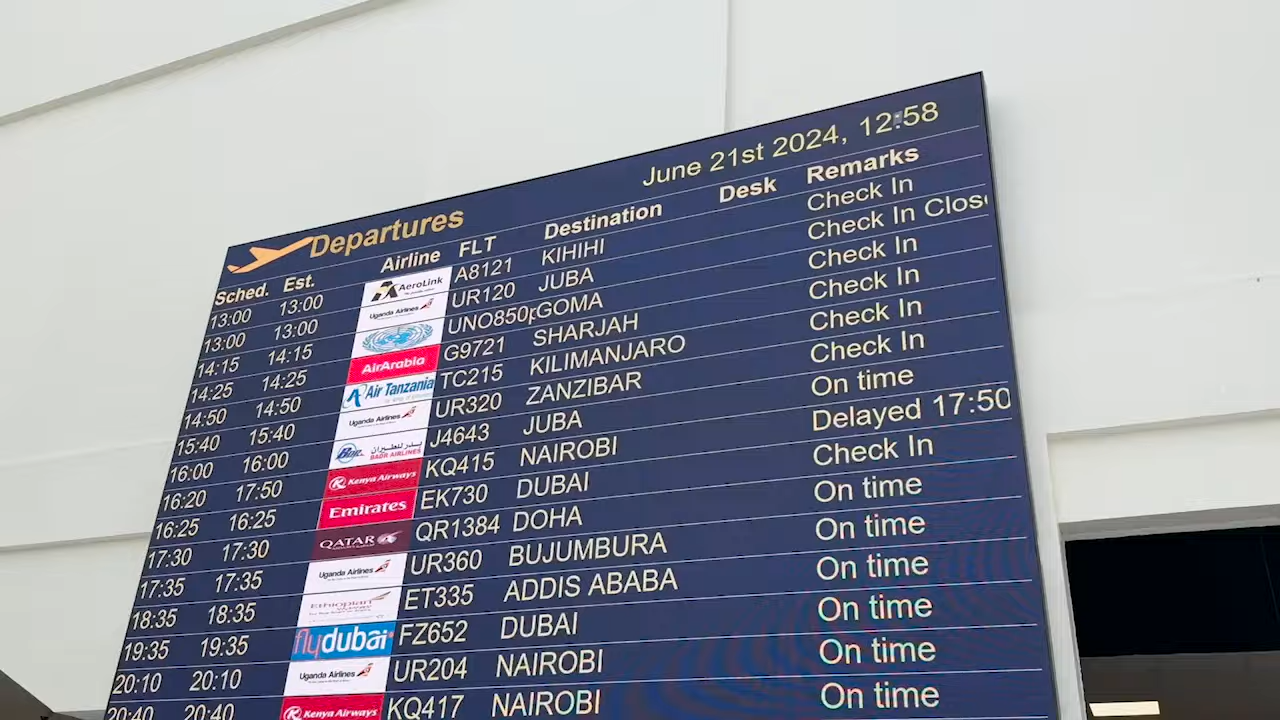 June 21st 2024, 12:58
Departures
Sched. Est. Airline FLT Destination Desk Remarks
13:00 13:00 AeroLink A8121 KIHIHI Check In
13:00 13:00 Uganda Airlines UR120 JUBA Check In Clos
14:15 14:15 UNO850p GOMA Check In
14:25 14:25 AirArabia G9721 SHARJAH Check In
14:50 14:50 Air Tanzania TC215 KILIMANJARO Check In
15:40 15:40 Uganda Airlines UR320 ZANZIBAR Check In
16:00 16:00 بدر للطيران BADR AIRLINES J4643 JUBA On time
16:20 17:50 Kenya Airways KQ415 NAIROBI Delayed 17:50
16:25 16:25 Emirates EK730 DUBAI Check In
17:30 17:30 QATAR QR1384 DOHA On time
17:35 17:35 Uganda Airlines UR360 BUJUMBURA On time
18:35 18:35 Ethiopian ET335 ADDIS ABABA On time
19:35 19:35 flydubai FZ652 DUBAI On time
20:10 20:10 Uganda Airlines UR204 NAIROBI On time
20:40 20:40 Kenya Airways KQ417 NAIROBI On time